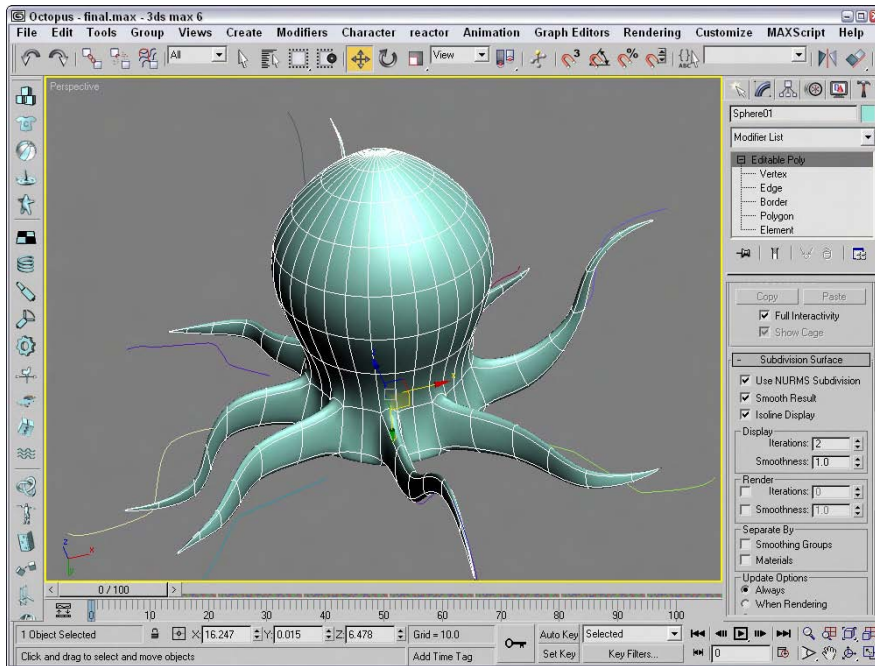 Octopus - final.max - 3ds max 6
File Edit Tools Group Views Create Modifiers Character reactor Animation Graph Editors Rendering Customize MAXScript Help
All
View
3
%
ABC
Perspective
Sphere01
Modifier List
Editable Poly
Vertex
Edge
Border
Polygon
Element
Copy Paste
Full Interactivity
Show Cage
- Subdivision Surface
Use NURMS Subdivision
Smooth Result
Isoline Display
Display
Iterations: 2
Smoothness: 1.0
Render
Iterations: 0
Smoothness: 1.0
Separate By
Smoothing Groups
Materials
Update Options
Always
When Rendering
z
x
y
x
z
< 0 / 100 >
0 10 20 30 40 50 60 70 80 90 100
1 Object Selected X: 16.247 Y: 0.015 Z: 6.478 Grid = 10.0 Auto Key Selected
Click and drag to select and move objects Add Time Tag Set Key Key Filters... 0